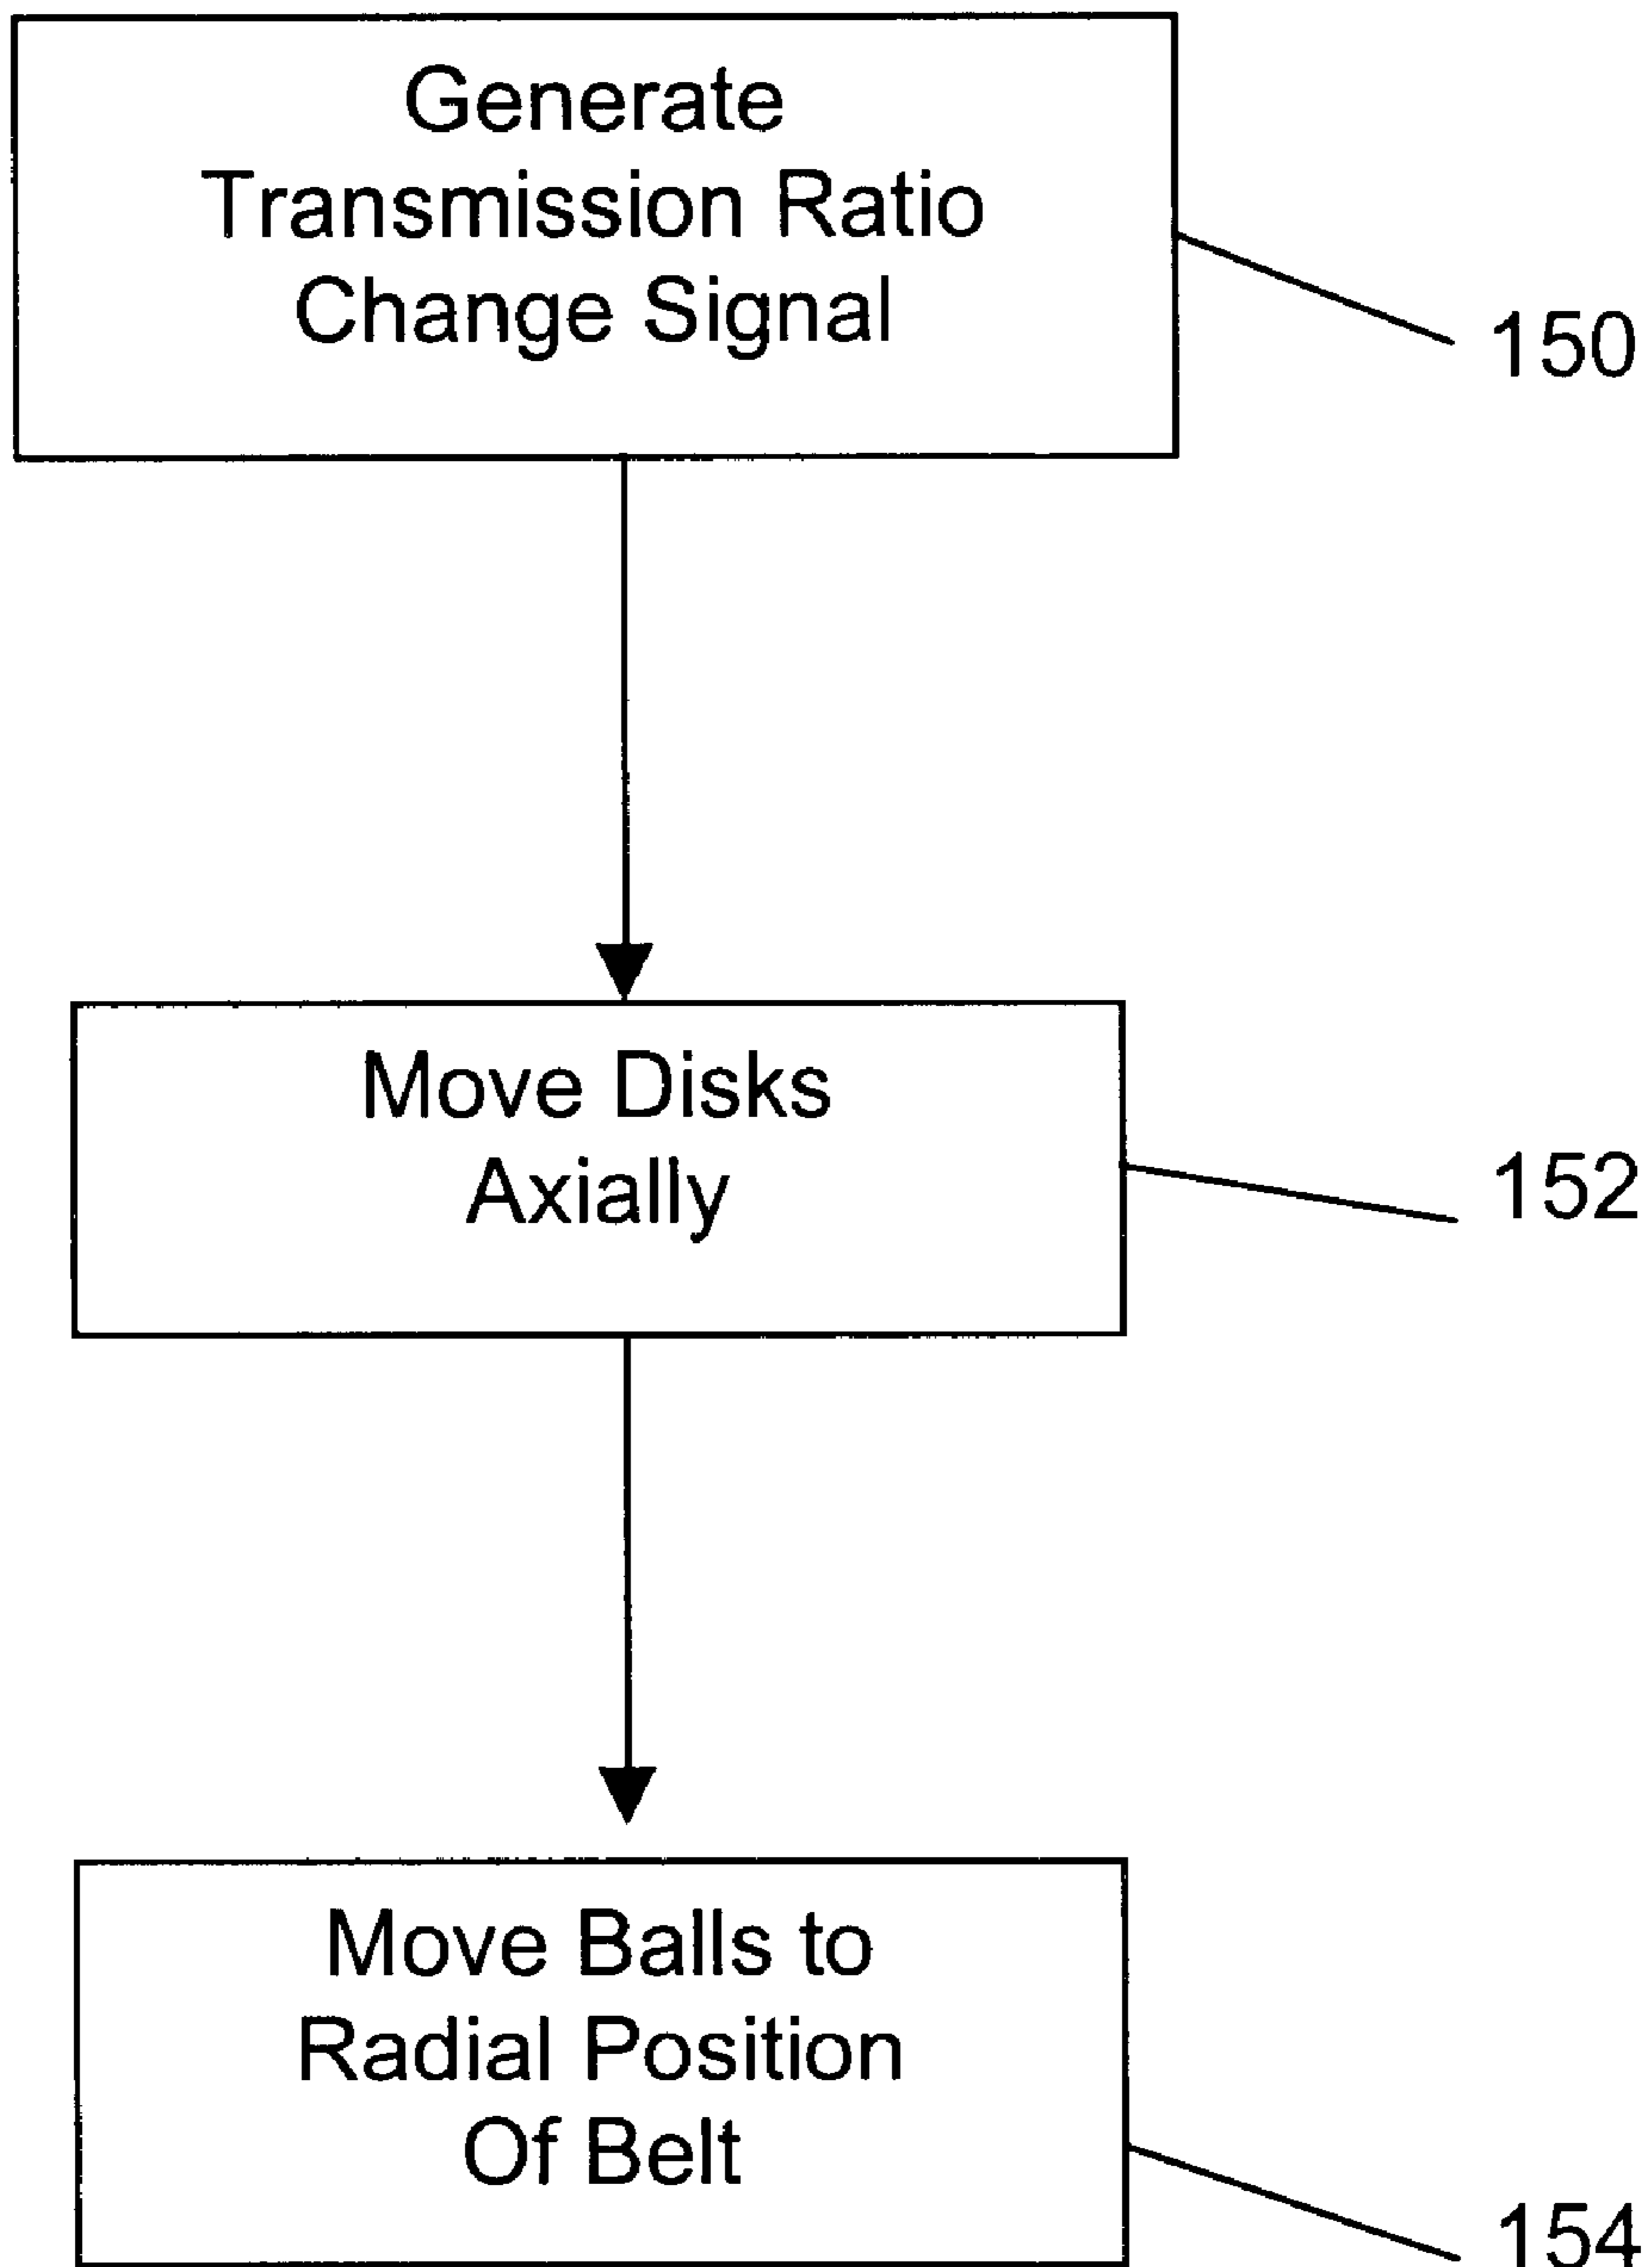 Generate
Transmission Ratio
Change Signal
150
Move Disks
Axially
152
Move Balls to
Radial Position
Of Belt
154